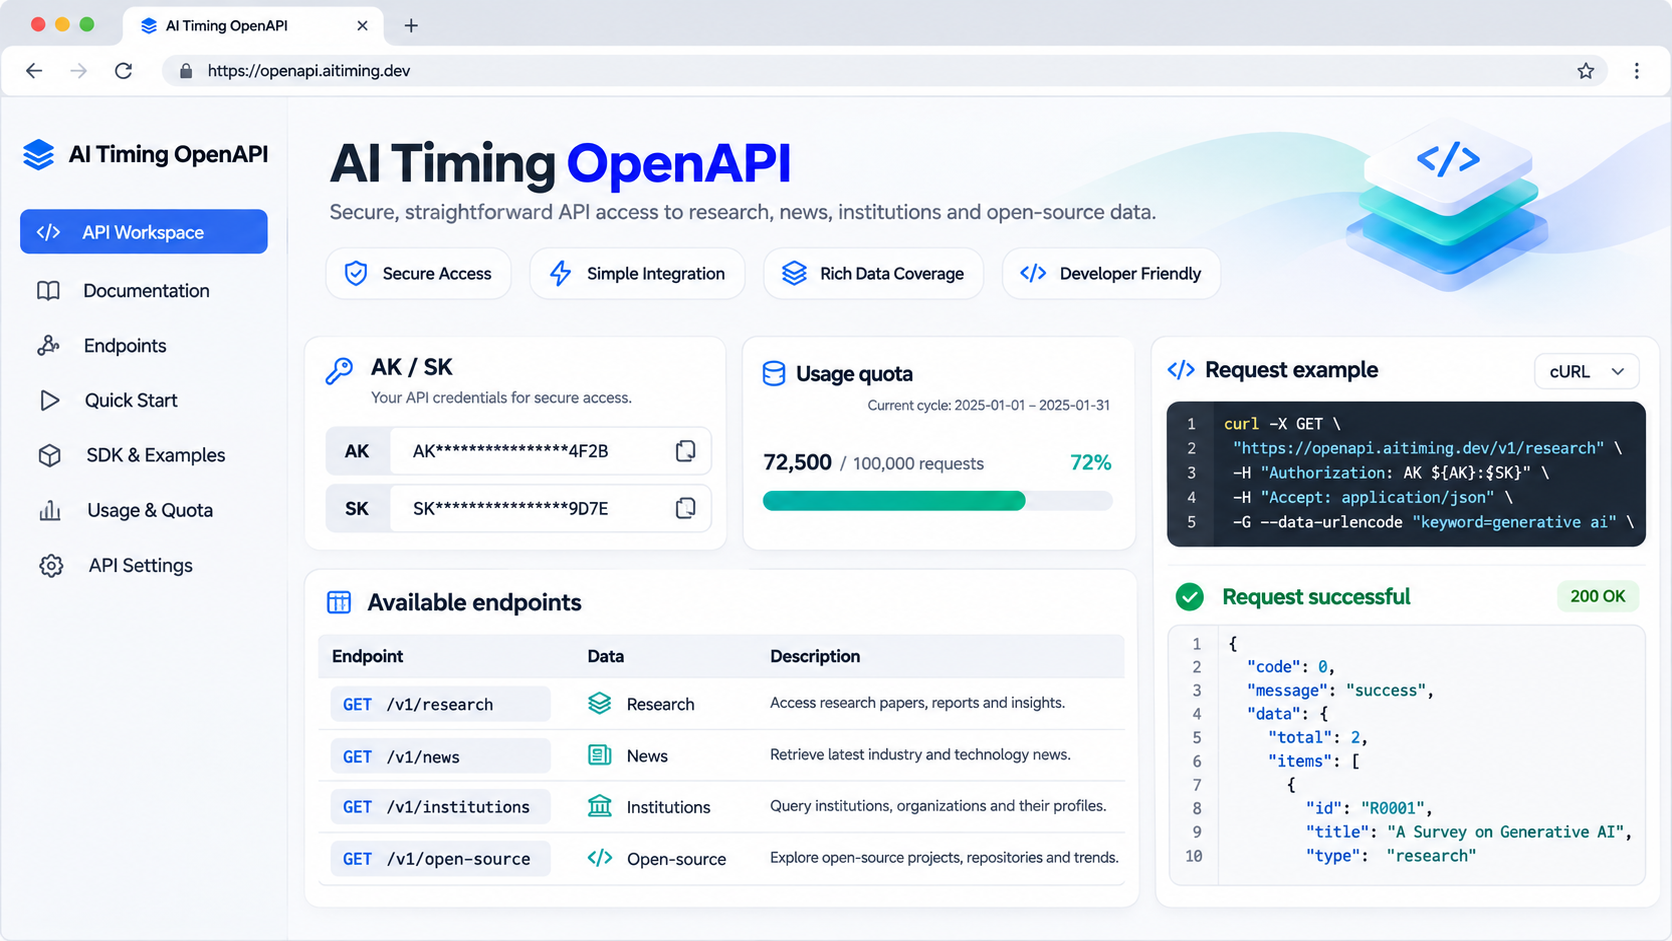 AI Timing OpenAPI
https://openapi.aitiming.dev
AI Timing OpenAPI
API Workspace
Documentation
Endpoints
Quick Start
SDK & Examples
Usage & Quota
API Settings
AI Timing OpenAPI
Secure, straightforward API access to research, news, institutions and open-source data.
Secure Access
Simple Integration
Rich Data Coverage
Developer Friendly
</>
AK / SK
Your API credentials for secure access.
AK AK****************4F2B
SK SK***************9D7E
Usage quota
Current cycle: 2025-01-01 – 2025-01-31
72,500 / 100,000 requests 72%
Available endpoints
Endpoint Data Description
GET /v1/research Research Access research papers, reports and insights.
GET /v1/news News Retrieve latest industry and technology news.
GET /v1/institutions Institutions Query institutions, organizations and their profiles.
GET /v1/open-source Open-source Explore open-source projects, repositories and trends.
</> Request example cURL
1 curl -X GET \
2 "https://openapi.aitiming.dev/v1/research" \
3 -H "Authorization: AK ${AK}:${SK}" \
4 -H "Accept: application/json" \
5 -G --data-urlencode "keyword=generative ai" \
Request successful 200 OK
1 {
2 "code": 0,
3 "message": "success",
4 "data": {
5 "total": 2,
6 "items": [
7 {
8 "id": "R0001",
9 "title": "A Survey on Generative AI",
10 "type": "research"